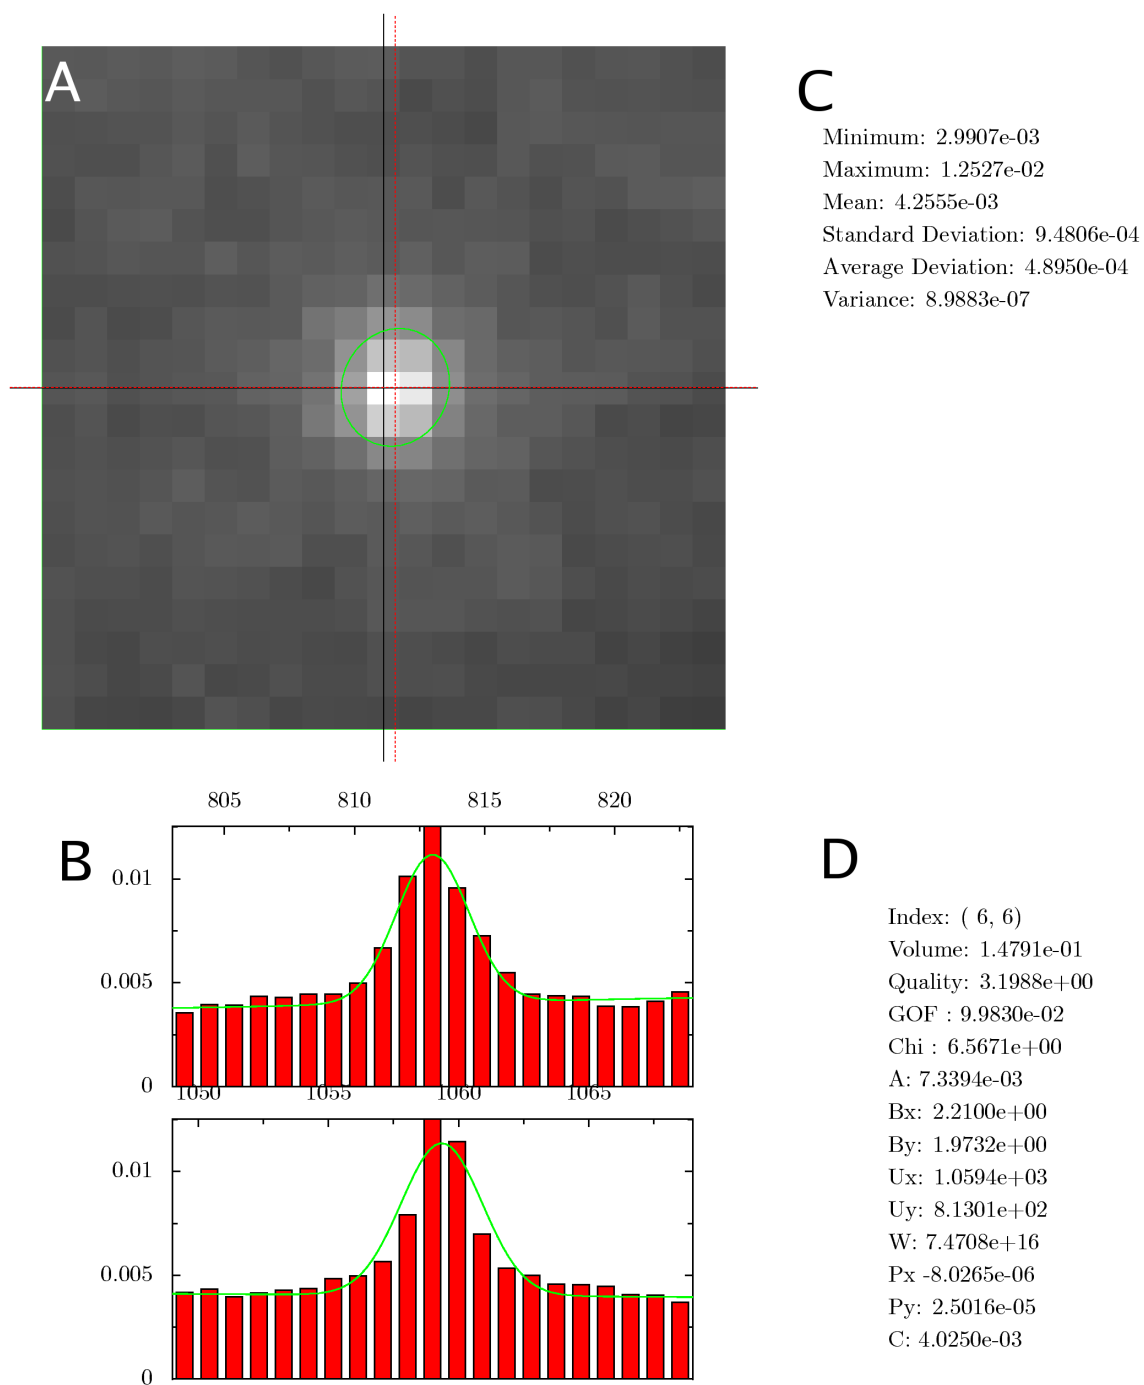 A
C
Minimum: 2.9907e-03
Maximum: 1.2527e-02
Mean: 4.2555e-03
Standard Deviation: 9.4806e-04
Average Deviation: 4.8950e-04
Variance: 8.9883e-07
805 810 815 820
B
0.01
0.005
0
1050 1055 1060 1065
0.01
0.005
0
D
Index: ( 6, 6)
Volume: 1.4791e-01
Quality: 3.1988e+00
GOF : 9.9830e-02
Chi : 6.5671e+00
A: 7.3394e-03
Bx: 2.2100e+00
By: 1.9732e+00
Ux: 1.0594e+03
Uy: 8.1301e+02
W: 7.4708e+16
Px -8.0265e-06
Py: 2.5016e-05
C: 4.0250e-03